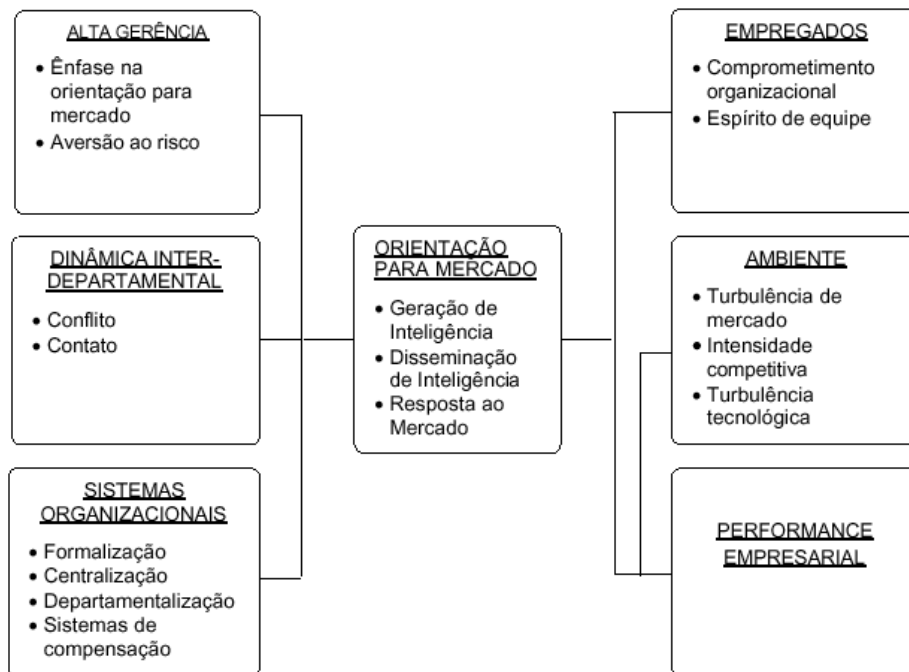 ALTA GERÊNCIA
• Ênfase na
orientação para
mercado
• Aversão ao risco
DINÂMICA INTER-
DEPARTAMENTAL
• Conflito
• Contato
SISTEMAS
ORGANIZACIONAIS
• Formalização
• Centralização
• Departamentalização
• Sistemas de
compensação
ORIENTAÇÃO
PARA MERCADO
• Geração de
Inteligência
• Disseminação
de Inteligência
• Resposta ao
Mercado
EMPREGADOS
• Comprometimento
organizacional
• Espírito de equipe
AMBIENTE
• Turbulência de
mercado
• Intensidade
competitiva
• Turbulência
tecnológica
PERFORMANCE
EMPRESARIAL